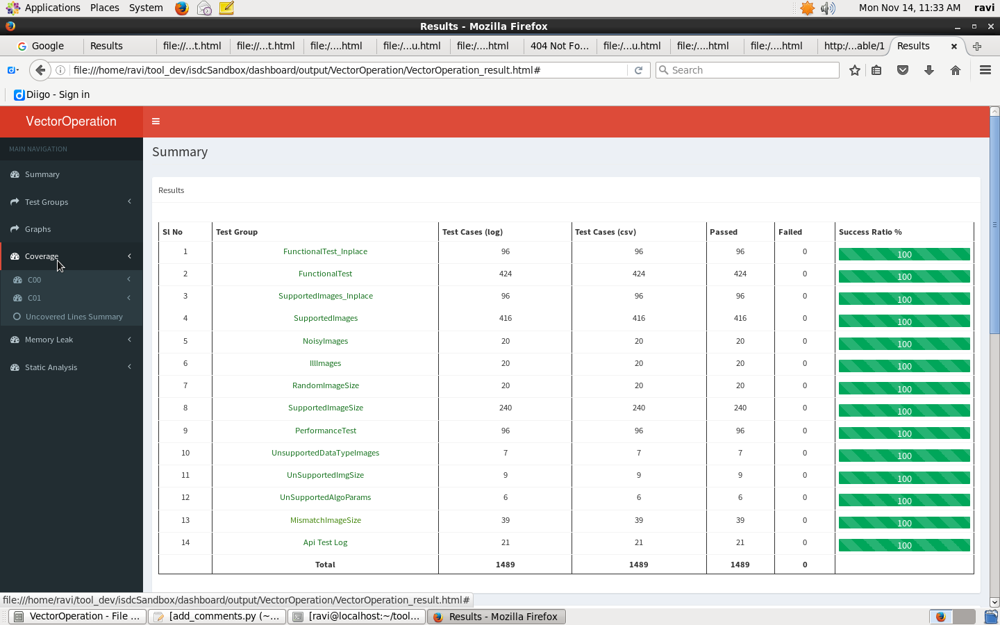 Applications Places System Mon Nov 14, 11:33 AM ravi
Results - Mozilla Firefox
Google Results file://...t.html file://...t.html file:/....html file:/...u.html file:/....html 404 Not Fo... file:/...u.html file:/....html file:/....html http:/...able/1 Results
file:///home/ravi/tool_dev/isdcSandbox/dashboard/output/VectorOperation/VectorOperation_result.html# Search
Diigo - Sign in
VectorOperation
MAIN NAVIGATION
Summary
Test Groups
Graphs
Coverage
C00
C01
Uncovered Lines Summary
Memory Leak
Static Analysis
Summary
Results
Sl No Test Group Test Cases (log) Test Cases (csv) Passed Failed Success Ratio %
1 FunctionalTest_Inplace 96 96 96 0 100
2 FunctionalTest 424 424 424 0 100
3 SupportedImages_Inplace 96 96 96 0 100
4 SupportedImages 416 416 416 0 100
5 NoisyImages 20 20 20 0 100
6 IllImages 20 20 20 0 100
7 RandomImageSize 20 20 20 0 100
8 SupportedImageSize 240 240 240 0 100
9 PerformanceTest 96 96 96 0 100
10 UnsupportedDataTypeImages 7 7 7 0 100
11 UnSupportedImgSize 9 9 9 0 100
12 UnSupportedAlgoParams 6 6 6 0 100
13 MismatchImageSize 39 39 39 0 100
14 Api Test Log 21 21 21 0 100
Total 1489 1489 1489 0
file:///home/ravi/tool_dev/isdcSandbox/dashboard/output/VectorOperation/VectorOperation_result.html#
VectorOperation - File ... [add_comments.py (~... [ravi@localhost:~/tool... Results - Mozilla Firefox